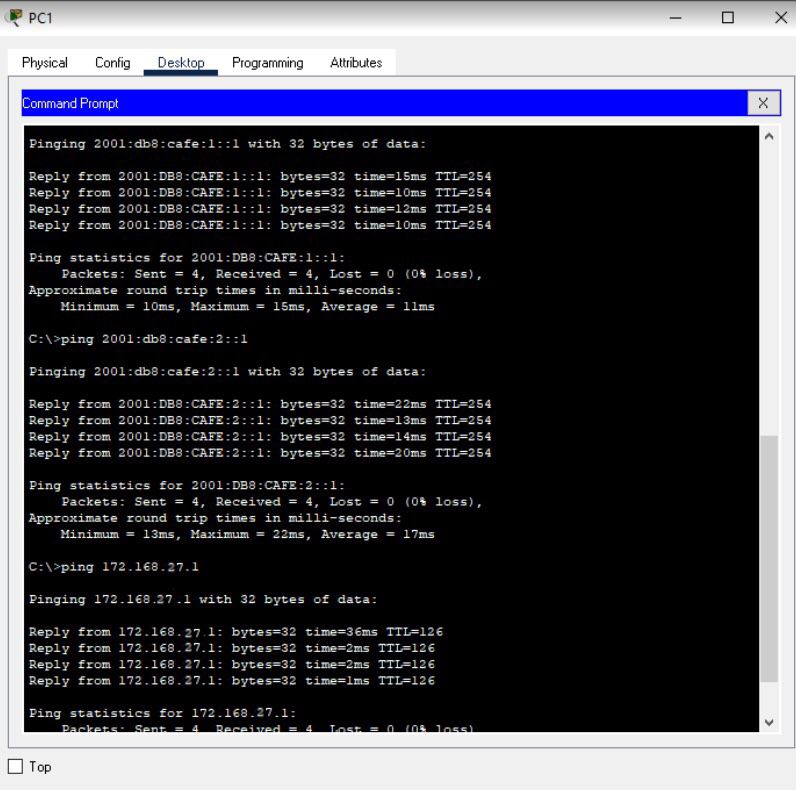 PC1
Physical Config Desktop Programming Attributes
Command Prompt
X
Pinging 2001:db8:cafe:1::1 with 32 bytes of data:
Reply from 2001:DB8:CAFE:1::1: bytes=32 time=15ms TTL=254
Reply from 2001:DB8:CAFE:1::1: bytes=32 time=10ms TTL=254
Reply from 2001:DB8:CAFE:1::1: bytes=32 time=12ms TTL=254
Reply from 2001:DB8:CAFE:1::1: bytes=32 time=10ms TTL=254
Ping statistics for 2001:DB8:CAFE:1::1:
Packets: Sent = 4, Received = 4, Lost = 0 (0% loss),
Approximate round trip times in milli-seconds:
Minimum = 10ms, Maximum = 15ms, Average = 11ms
C:\>ping 2001:db8:cafe:2::1
Pinging 2001:db8:cafe:2::1 with 32 bytes of data:
Reply from 2001:DB8:CAFE:2::1: bytes=32 time=22ms TTL=254
Reply from 2001:DB8:CAFE:2::1: bytes=32 time=13ms TTL=254
Reply from 2001:DB8:CAFE:2::1: bytes=32 time=14ms TTL=254
Reply from 2001:DB8:CAFE:2::1: bytes=32 time=20ms TTL=254
Ping statistics for 2001:DB8:CAFE:2::1:
Packets: Sent = 4, Received = 4, Lost = 0 (0% loss),
Approximate round trip times in milli-seconds:
Minimum = 13ms, Maximum = 22ms, Average = 17ms
C:\>ping 172.168.27.1
Pinging 172.168.27.1 with 32 bytes of data:
Reply from 172.168.27.1: bytes=32 time=36ms TTL=126
Reply from 172.168.27.1: bytes=32 time=2ms TTL=126
Reply from 172.168.27.1: bytes=32 time=2ms TTL=126
Reply from 172.168.27.1: bytes=32 time=1ms TTL=126
Ping statistics for 172.168.27.1:
Packets: Sent = 4, Received = 4, Lost = 0 (0% loss)
Top